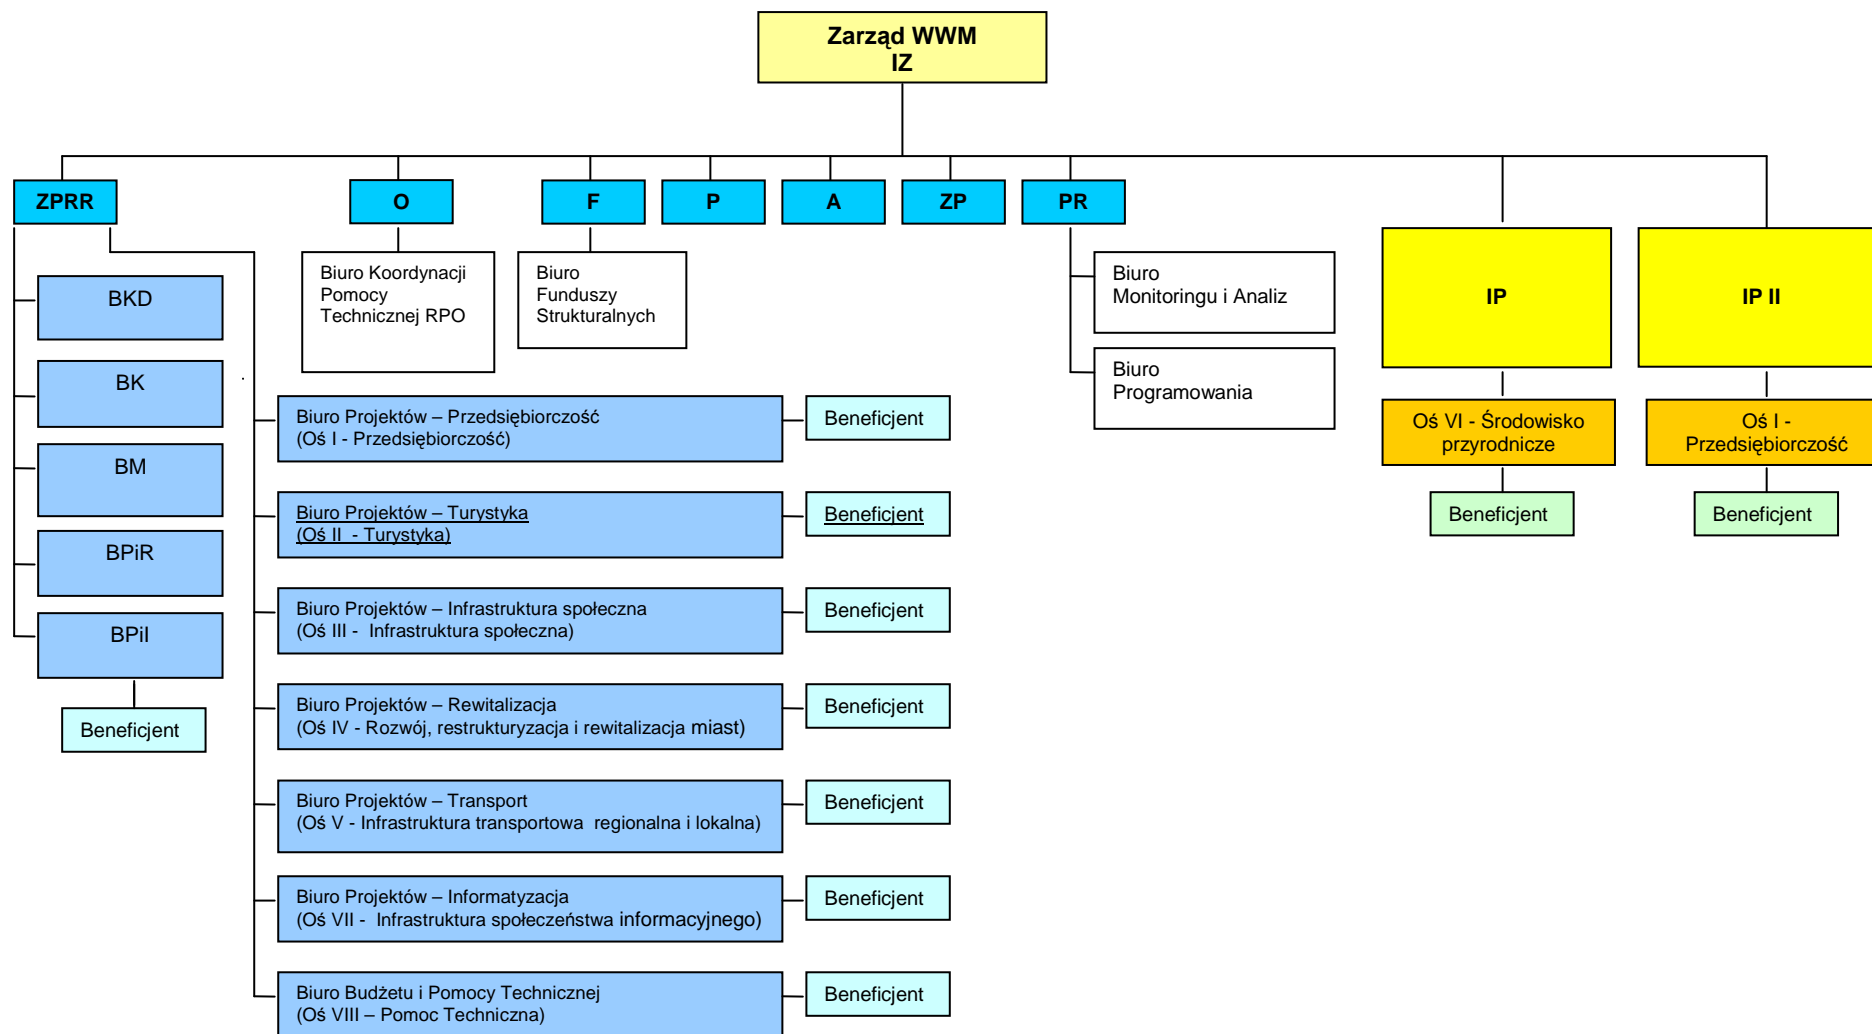 Zarząd WWM
IZ
ZPRR
O
F
P
A
ZP
PR
BKD
BK
BM
BPiR
BPiI
Beneficjent
Biuro Koordynacji
Pomocy
Technicznej RPO
Biuro
Funduszy
Strukturalnych
Biuro
Monitoringu i Analiz
Biuro
Programowania
IP
IP II
Oś VI - Środowisko
przyrodnicze
Oś I -
Przedsiębiorczość
Beneficjent
Beneficjent
Biuro Projektów – Przedsiębiorczość
(Oś I - Przedsiębiorczość)
Beneficjent
Biuro Projektów – Turystyka
(Oś II - Turystyka)
Beneficjent
Biuro Projektów – Infrastruktura społeczna
(Oś III - Infrastruktura społeczna)
Beneficjent
Biuro Projektów – Rewitalizacja
(Oś IV - Rozwój, restrukturyzacja i rewitalizacja miast)
Beneficjent
Biuro Projektów – Transport
(Oś V - Infrastruktura transportowa regionalna i lokalna)
Beneficjent
Biuro Projektów – Informatyzacja
(Oś VII - Infrastruktura społeczeństwa informacyjnego)
Beneficjent
Biuro Budżetu i Pomocy Technicznej
(Oś VIII – Pomoc Techniczna)
Beneficjent